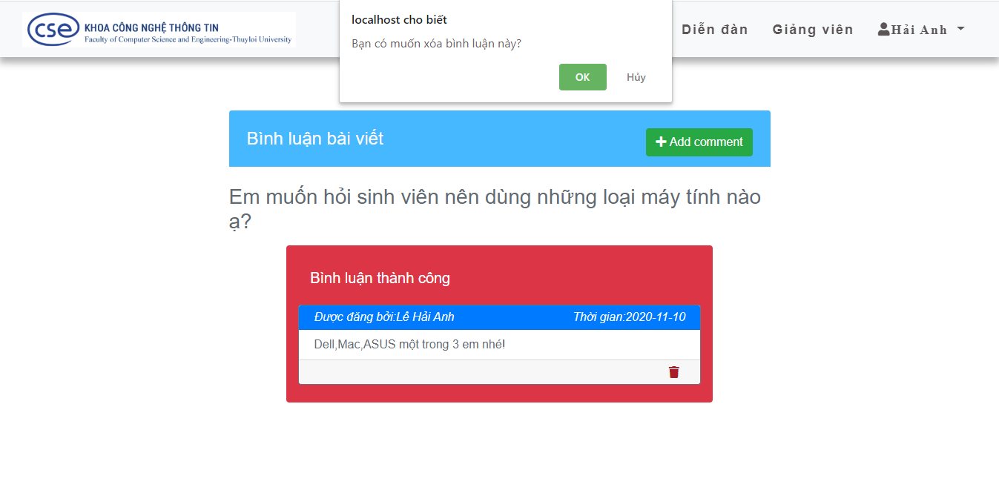 cse KHOA CÔNG NGHỆ THÔNG TIN
Faculty of Computer Science and Engineering-Thuyloi University
localhost cho biết
Bạn có muốn xóa bình luận này?
OK Hủy
Diễn đàn Giảng viên Hải Anh
Bình luận bài viết
Add comment
Em muốn hỏi sinh viên nên dùng những loại máy tính nào
ạ?
Bình luận thành công
Được đăng bởi:Lê Hải Anh Thời gian:2020-11-10
Dell,Mac,ASUS một trong 3 em nhé!